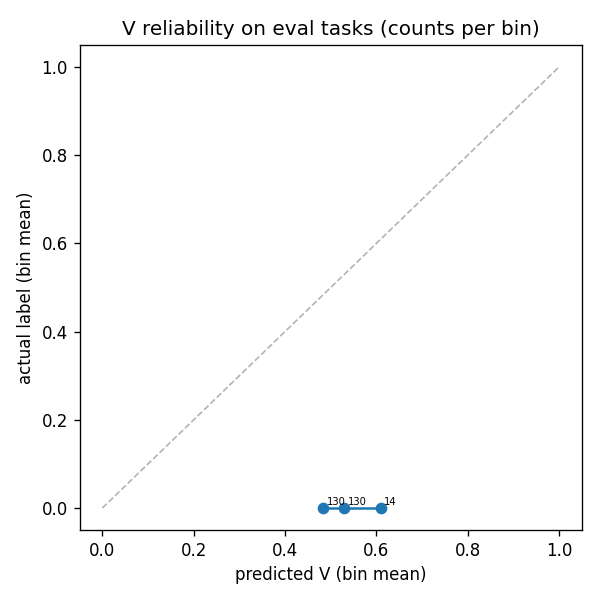 V reliability on eval tasks (counts per bin)
actual label (bin mean)
1.0
0.8
0.6
0.4
0.2
0.0
130 130 14
0.0 0.2 0.4 0.6 0.8 1.0
predicted V (bin mean)